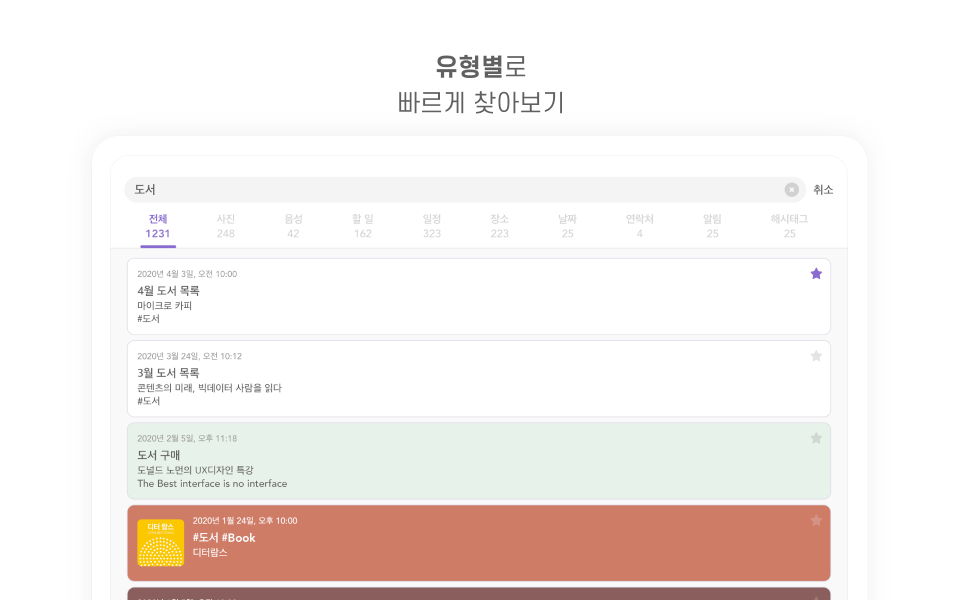 유형별로
빠르게 찾아보기
도서
취소
전체 사진 음성 할 일 일정 장소 날짜 연락처 알림 해시태그
1231 248 42 162 323 223 25 4 25 25
2020년 4월 3일, 오전 10:00
4월 도서 목록
마이크로 카피
#도서
2020년 3월 24일, 오전 10:12
3월 도서 목록
콘텐츠의 미래, 빅데이터 사람을 읽다
#도서
2020년 2월 5일, 오후 11:18
도서 구매
도널드 노먼의 UX디자인 특강
The Best interface is no interface
디터 람스
2020년 1월 24일, 오후 10:00
#도서 #Book
디터람스